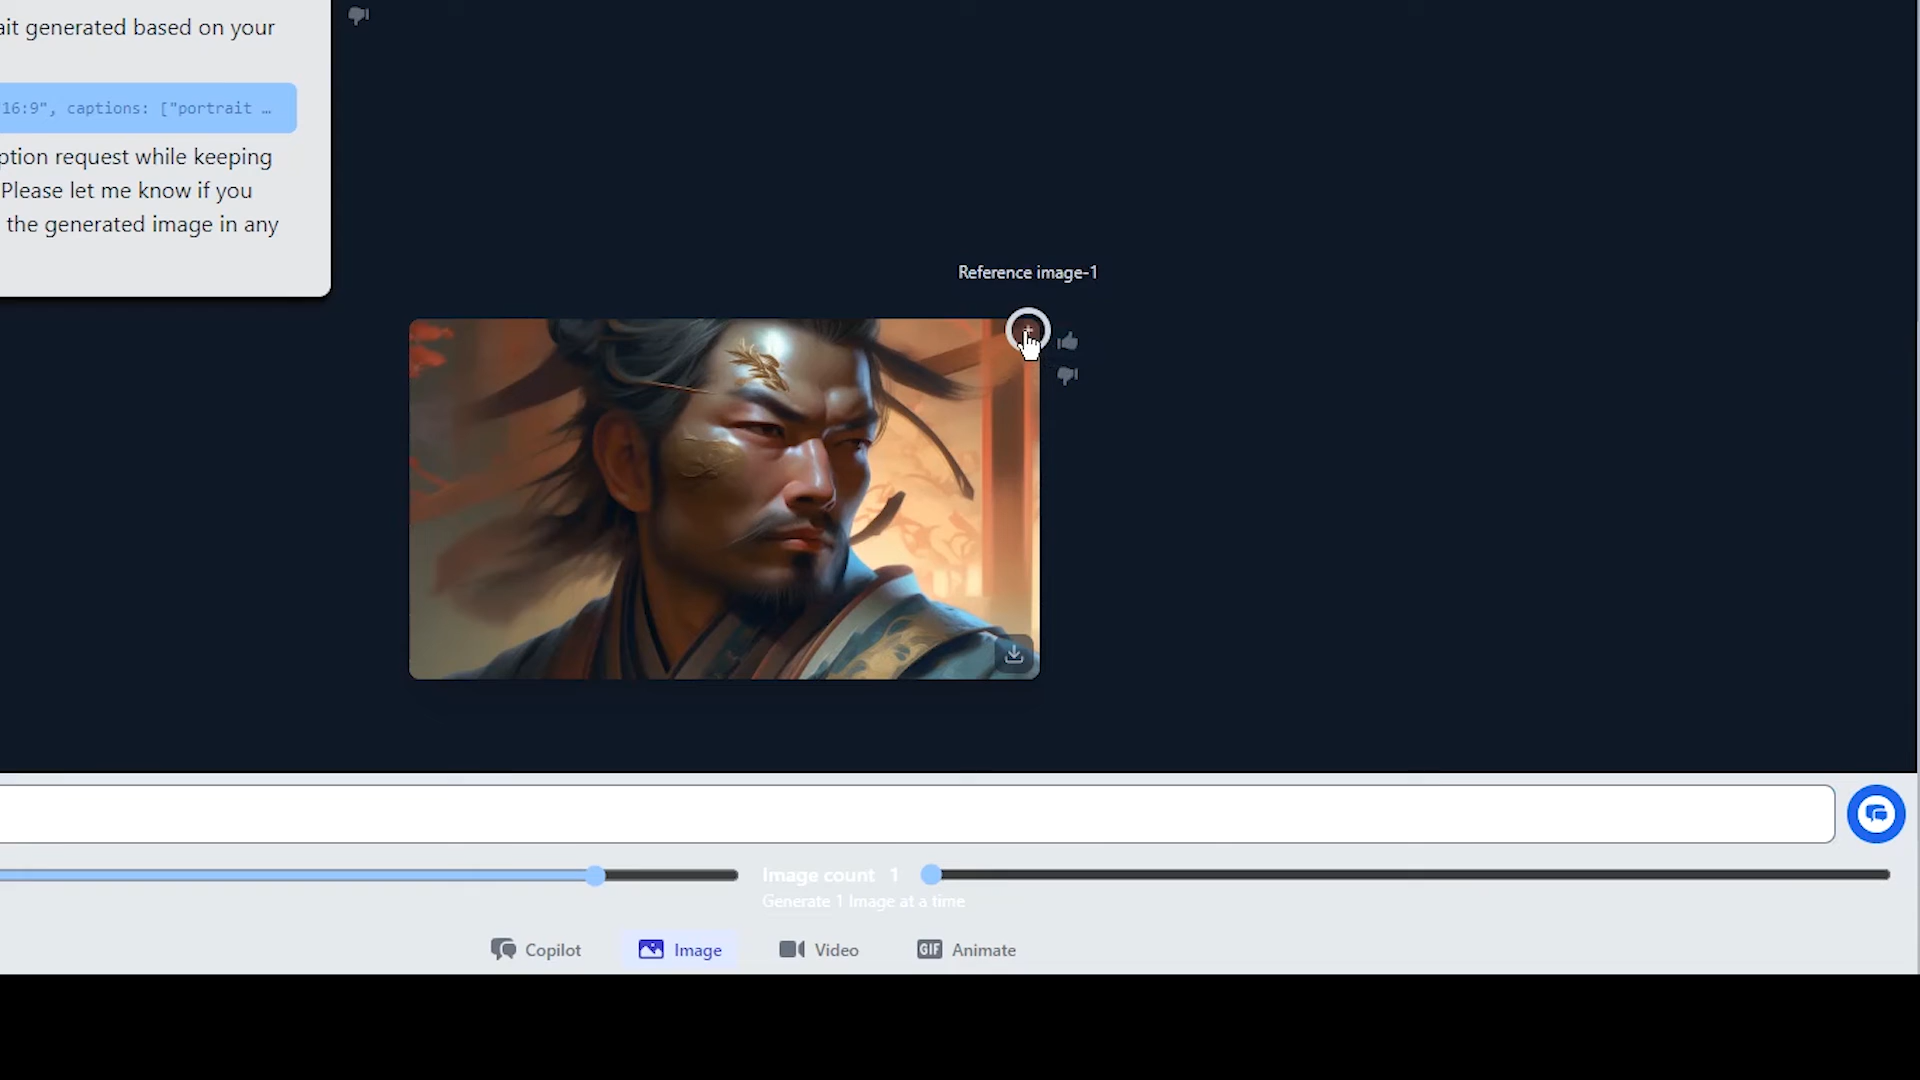 ait generated based on your
16:9", captions: ["portrait …
ption request while keeping
Please let me know if you
the generated image in any
Reference image-1
Image count 1
Generate 1 Image at a time
Copilot
Image
Video
GIF Animate